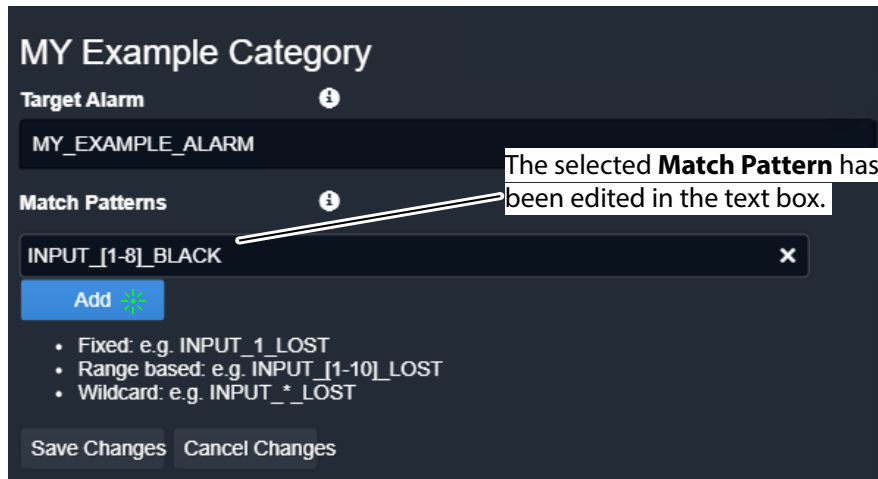 MY Example Category
Target Alarm
MY_EXAMPLE_ALARM
The selected Match Pattern has
been edited in the text box.
Match Patterns
INPUT_[1-8]_BLACK
Add
• Fixed: e.g. INPUT_1_LOST
• Range based: e.g. INPUT_[1-10]_LOST
• Wildcard: e.g. INPUT_*_LOST
Save Changes Cancel Changes